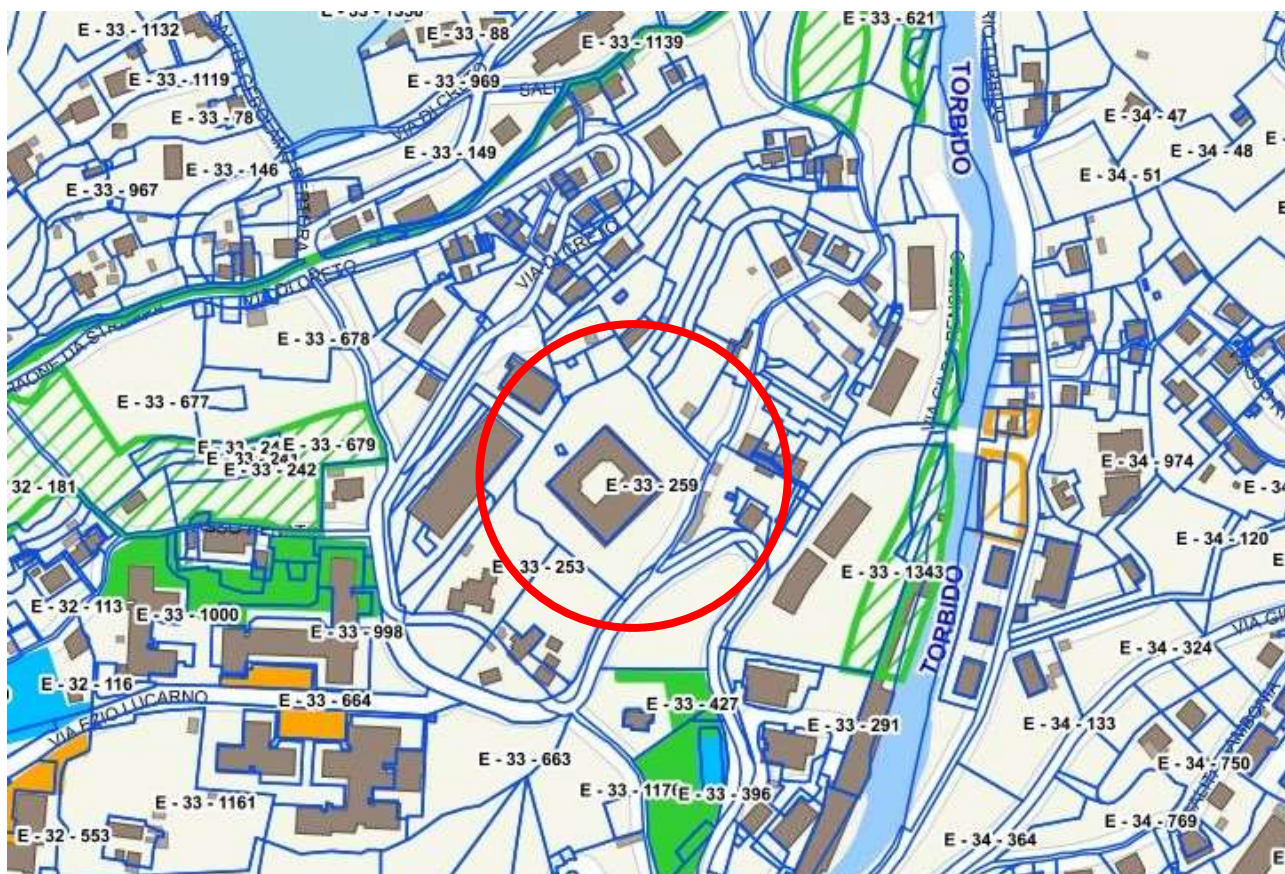 E - 33 - 1132
E - 33 - 88
E - 33 - 621
E - 33 - 1139
E - 33 - 1119
E - 33 - 969
TORBIDO
E - 33 - 78
E - 34 - 47
E - 33 - 149
E - 34 - 48
E - 33 - 146
E - 34 - 51
E - 33 - 967
VIA DI CRETO
VIA DI LORETO
E - 33 - 678
E - 33 - 677
E - 33 - 679
E - 33 - 242
32 - 181
E - 34 - 974
E - 33 - 259
E - 34 - 120
E - 33 - 253
E - 33 - 1343
E - 32 - 113
E - 33 - 1000
E - 33 - 998
TORBIDO
E - 34 - 324
E - 32 - 116
VIA EZIO LUCARNO
E - 33 - 664
E - 33 - 427
E - 33 - 291
E - 34 - 133
E - 33 - 663
E - 34 - 750
E - 33 - 396
E - 33 - 1161
E - 34 - 769
E - 32 - 553
E - 34 - 364